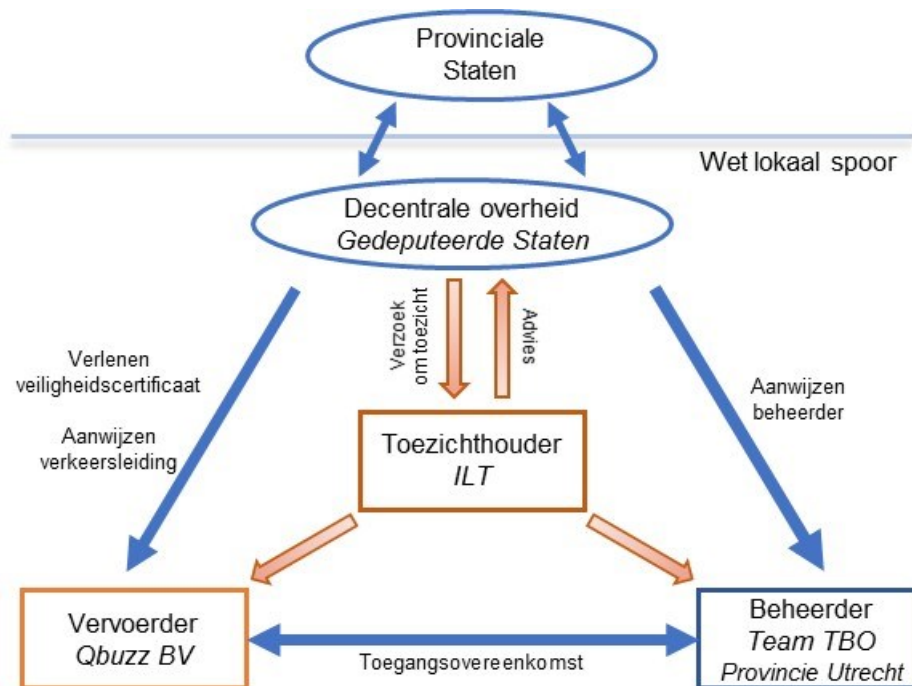 Provinciale
Staten
Wet lokaal spoor
Decentrale overheid
Gedeputeerde Staten
Verzoek
om toezicht
Advies
Verlenen
veiligheidscertificaat
Aanwijzen
verkeersleiding
Aanwijzen
beheerder
Toezichthouder
ILT
Vervoerder
Qbuzz BV
Toegangsovereenkomst
Beheerder
Team TBO
Provincie Utrecht